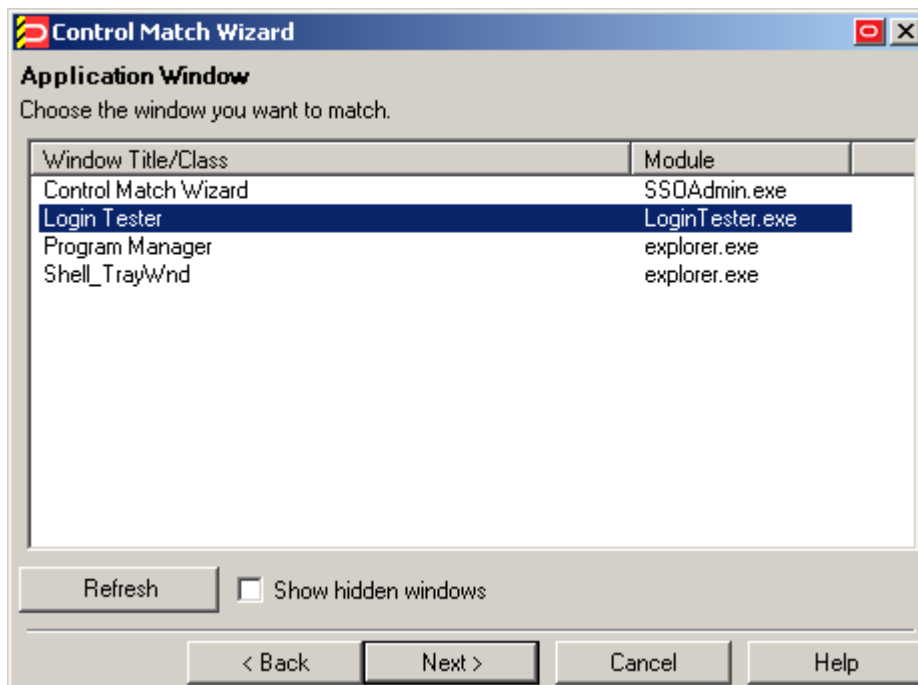 Control Match Wizard
Application Window
Choose the window you want to match.
Window Title/Class Module
Control Match Wizard SSOAdmin.exe
Login Tester LoginTester.exe
Program Manager explorer.exe
Shell_TrayWnd explorer.exe
Refresh Show hidden windows
< Back Next > Cancel Help